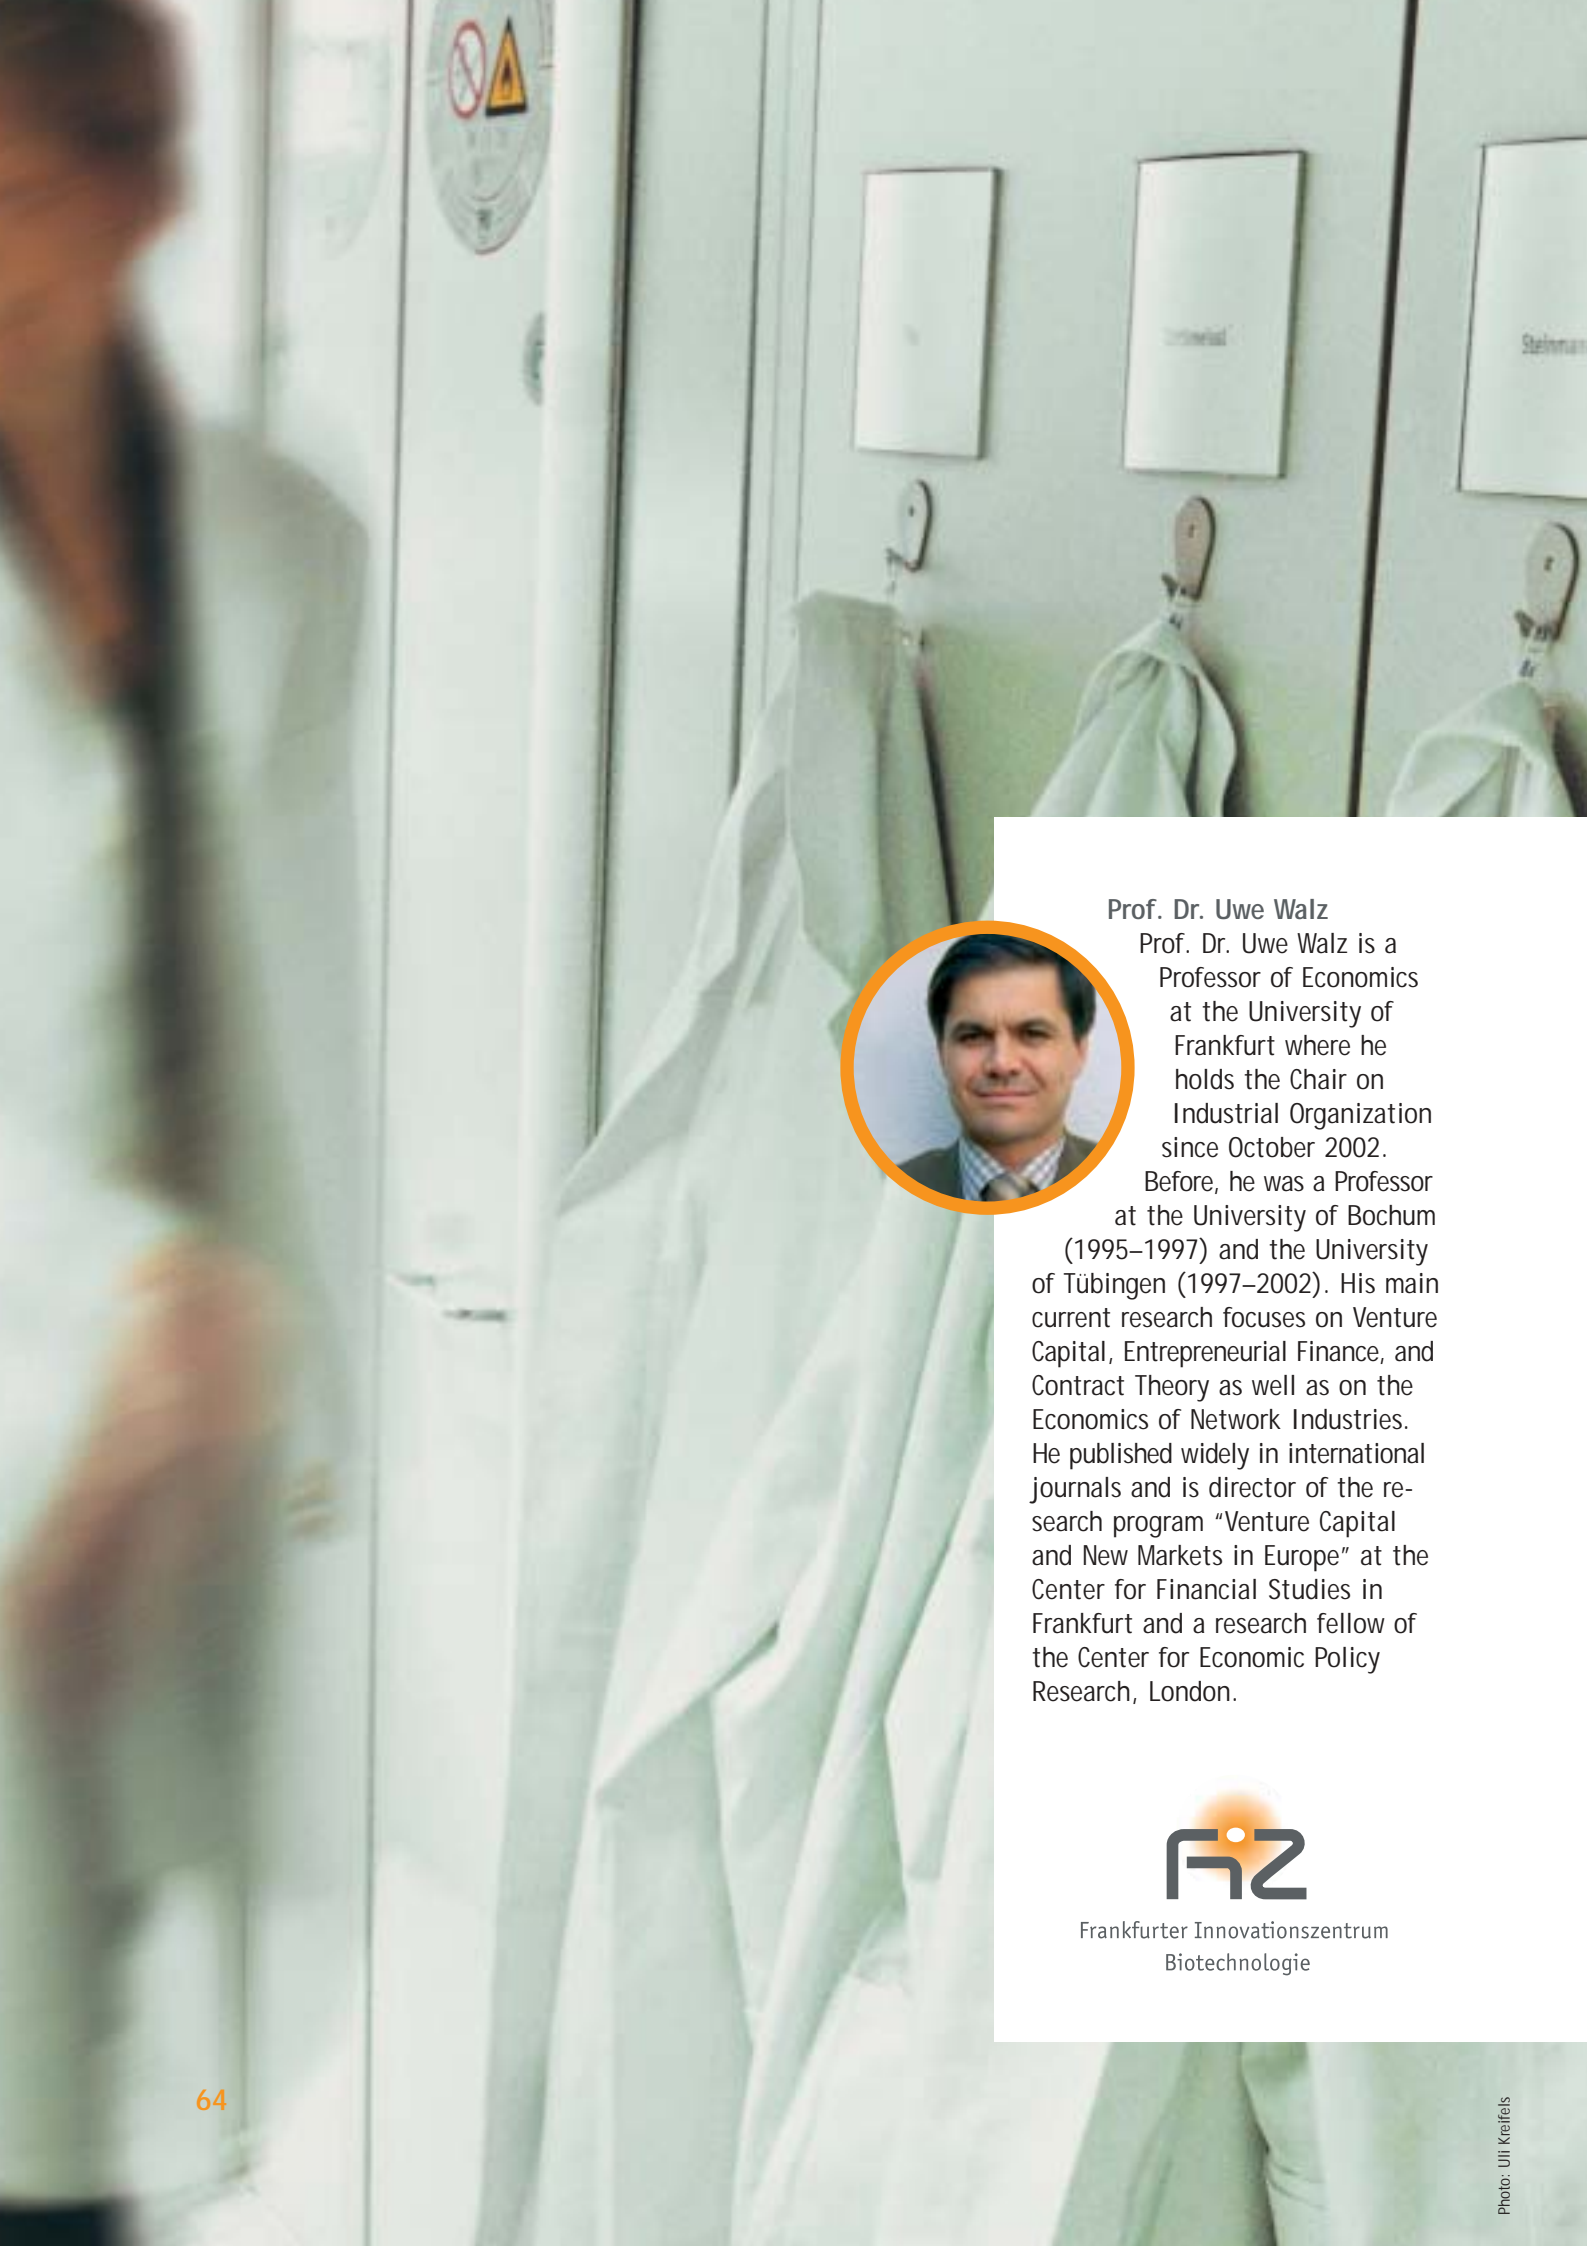 Steinman
Prof. Dr. Uwe Walz
Prof. Dr. Uwe Walz is a
Professor of Economics
at the University of
Frankfurt where he
holds the Chair on
Industrial Organization
since October 2002.
Before, he was a Professor
at the University of Bochum
(1995–1997) and the University
of Tübingen (1997–2002). His main
current research focuses on Venture
Capital, Entrepreneurial Finance, and
Contract Theory as well as on the
Economics of Network Industries.
He published widely in international
journals and is director of the re-
search program “Venture Capital
and New Markets in Europe” at the
Center for Financial Studies in
Frankfurt and a research fellow of
the Center for Economic Policy
Research, London.
FIZ
Frankfurter Innovationszentrum
Biotechnologie
64
Photo: Uli Kreifels